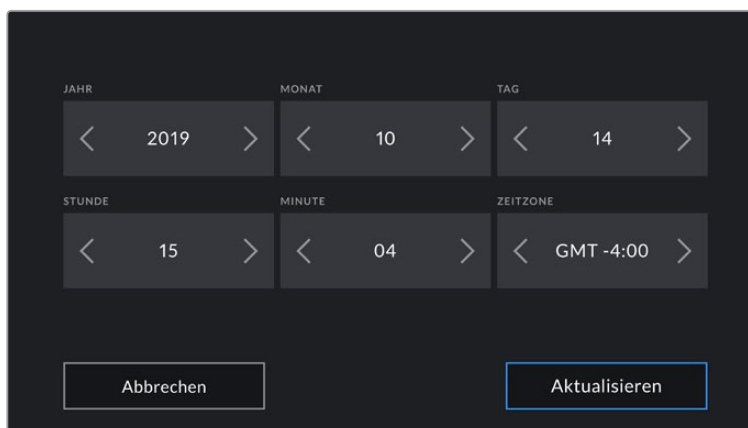 JAHR MONAT TAG
2019 10 14
STUNDE MINUTE ZEITZONE
15 04 GMT -4:00
Abbrechen Aktualisieren